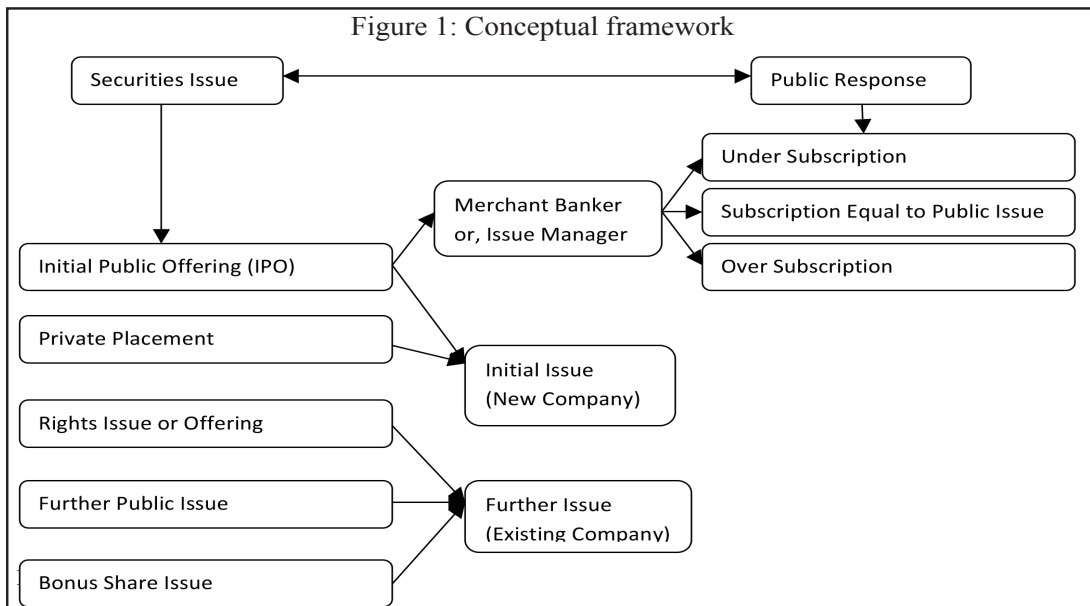 Figure 1: Conceptual framework
Securities Issue
Public Response
Under Subscription
Merchant Banker
or, Issue Manager
Subscription Equal to Public Issue
Initial Public Offering (IPO)
Over Subscription
Private Placement
Initial Issue
(New Company)
Rights Issue or Offering
Further Public Issue
Further Issue
(Existing Company)
Bonus Share Issue